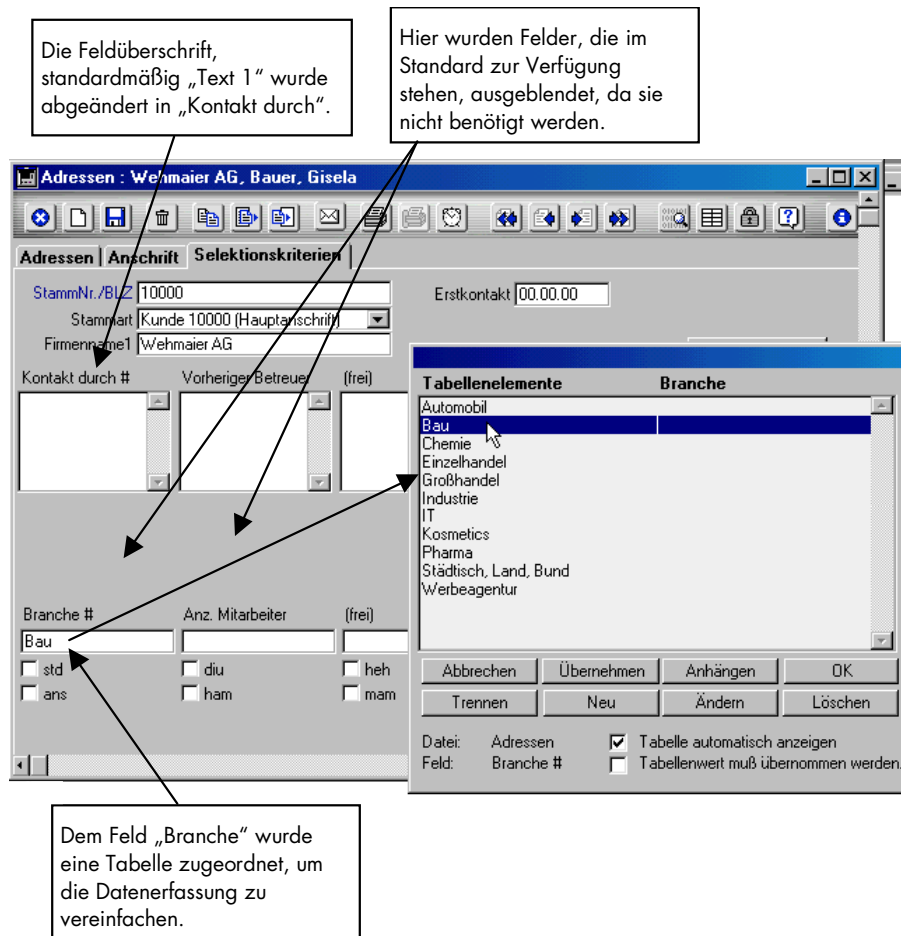 Die Feldüberschrift,
standardmäßig „Text 1“ wurde
abgeändert in „Kontakt durch“.
Hier wurden Felder, die im
Standard zur Verfügung
stehen, ausgeblendet, da sie
nicht benötigt werden.
Adressen : Wehmaier AG, Bauer, Gisela
Adressen | Anschrift Selektionskriterien |
StammNr./BLZ 10000 Erstkontakt 00.00.00
Stammart Kunde 10000 (Hauptanschrift)
Firmenname1 Wehmaier AG
Kontakt durch # Vorheriger Betreuer (frei)
Branche # Anz. Mitarbeiter (frei)
Bau
std diu heh
ans ham mam
Tabellenelemente Branche
Automobil
Bau
Chemie
Einzelhandel
Großhandel
Industrie
IT
Kosmetics
Pharma
Städtisch, Land, Bund
Werbeagentur
Abbrechen Übernehmen Anhängen OK
Trennen Neu Ändern Löschen
Datei: Adressen Tabelle automatisch anzeigen
Feld: Branche # Tabellenwert muß übernommen werden.
Dem Feld „Branche“ wurde
eine Tabelle zugeordnet, um
die Datenerfassung zu
vereinfachen.